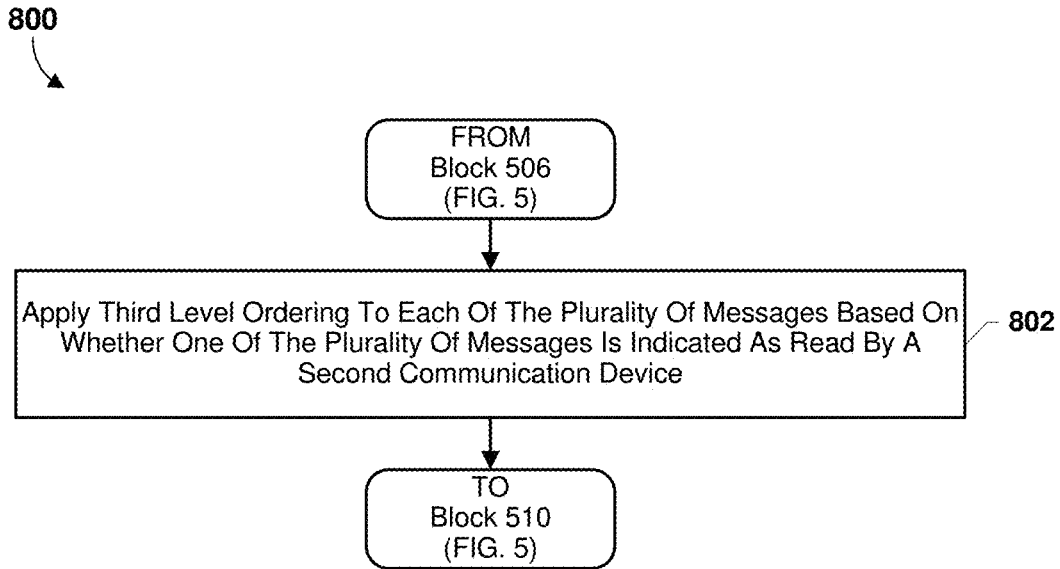 800
FROM
Block 506
(FIG. 5)
Apply Third Level Ordering To Each Of The Plurality Of Messages Based On
Whether One Of The Plurality Of Messages Is Indicated As Read By A
Second Communication Device
802
TO
Block 510
(FIG. 5)